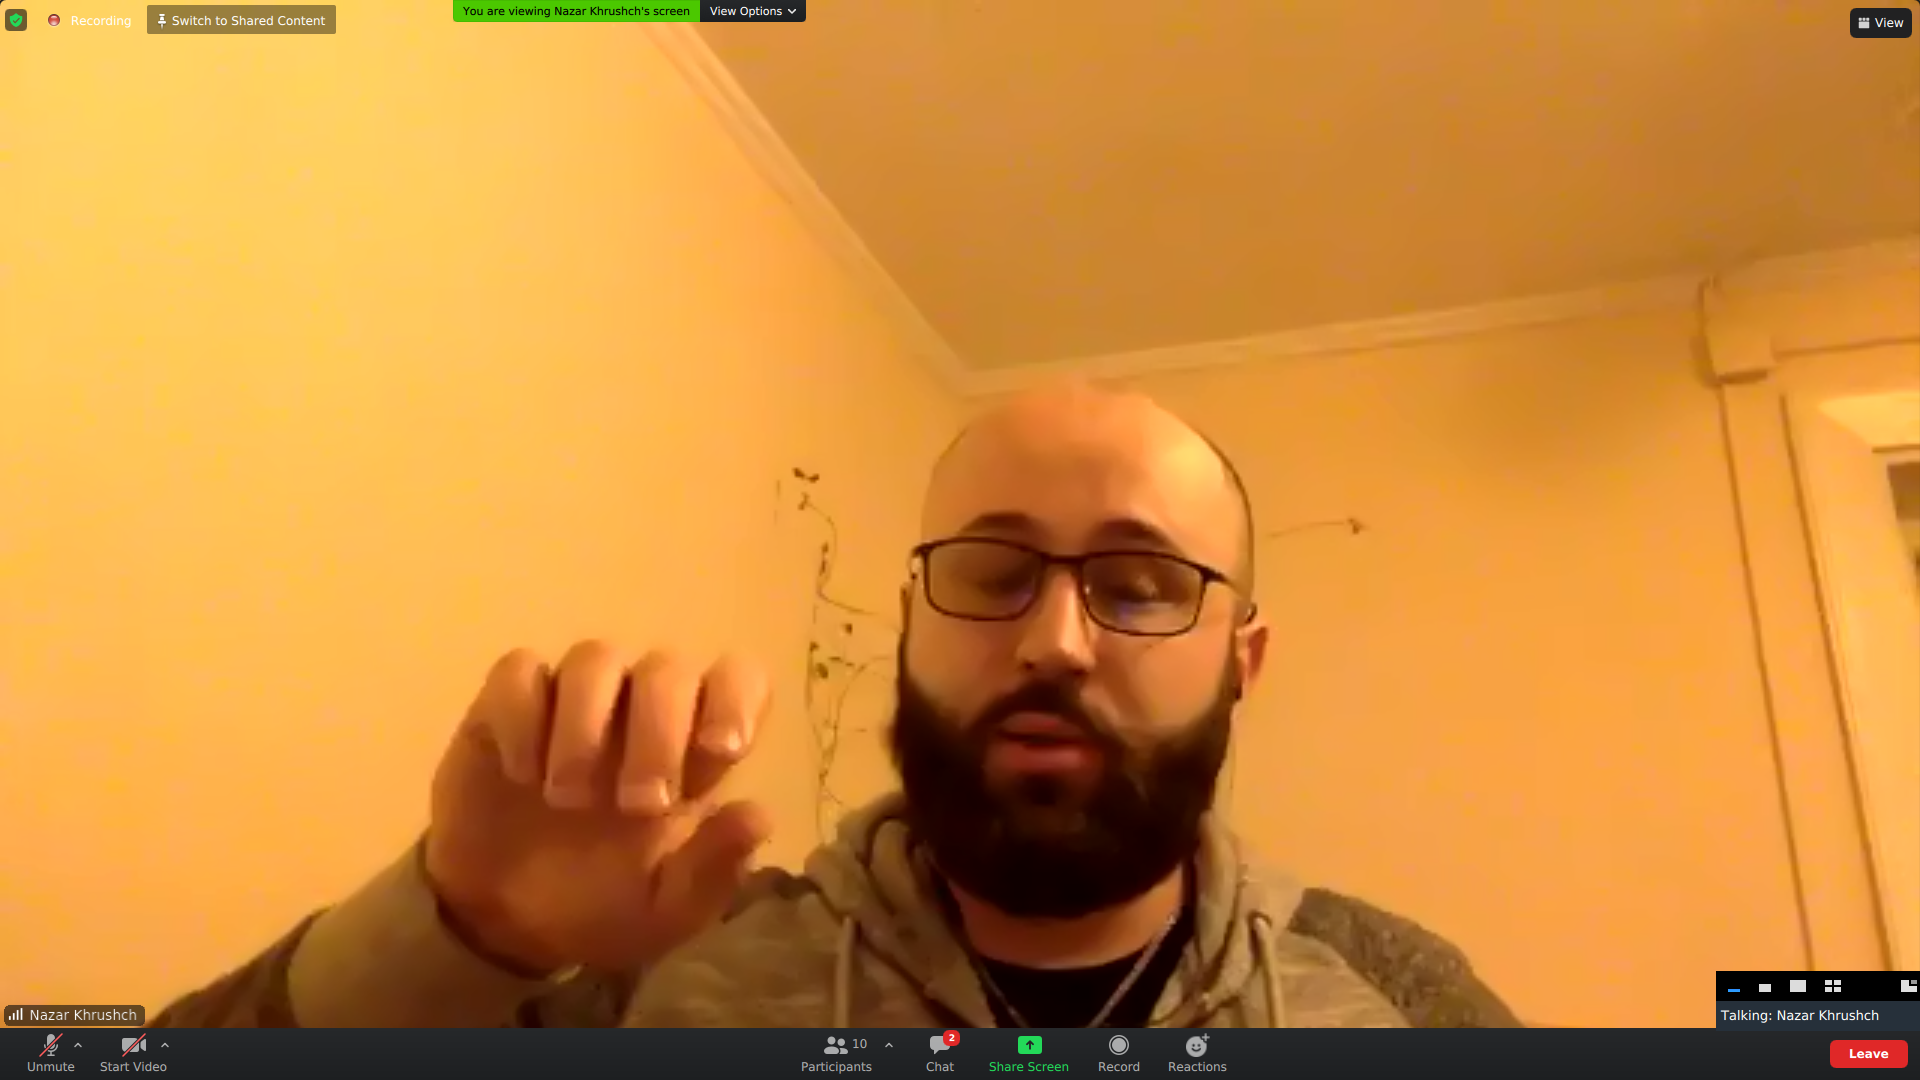 Recording
Switch to Shared Content
You are viewing Nazar Khrushch's screen
View Options
View
Nazar Khrushch
Talking: Nazar Khrushch
Unmute
Start Video
Participants
10
Chat
2
Share Screen
Record
Reactions
Leave